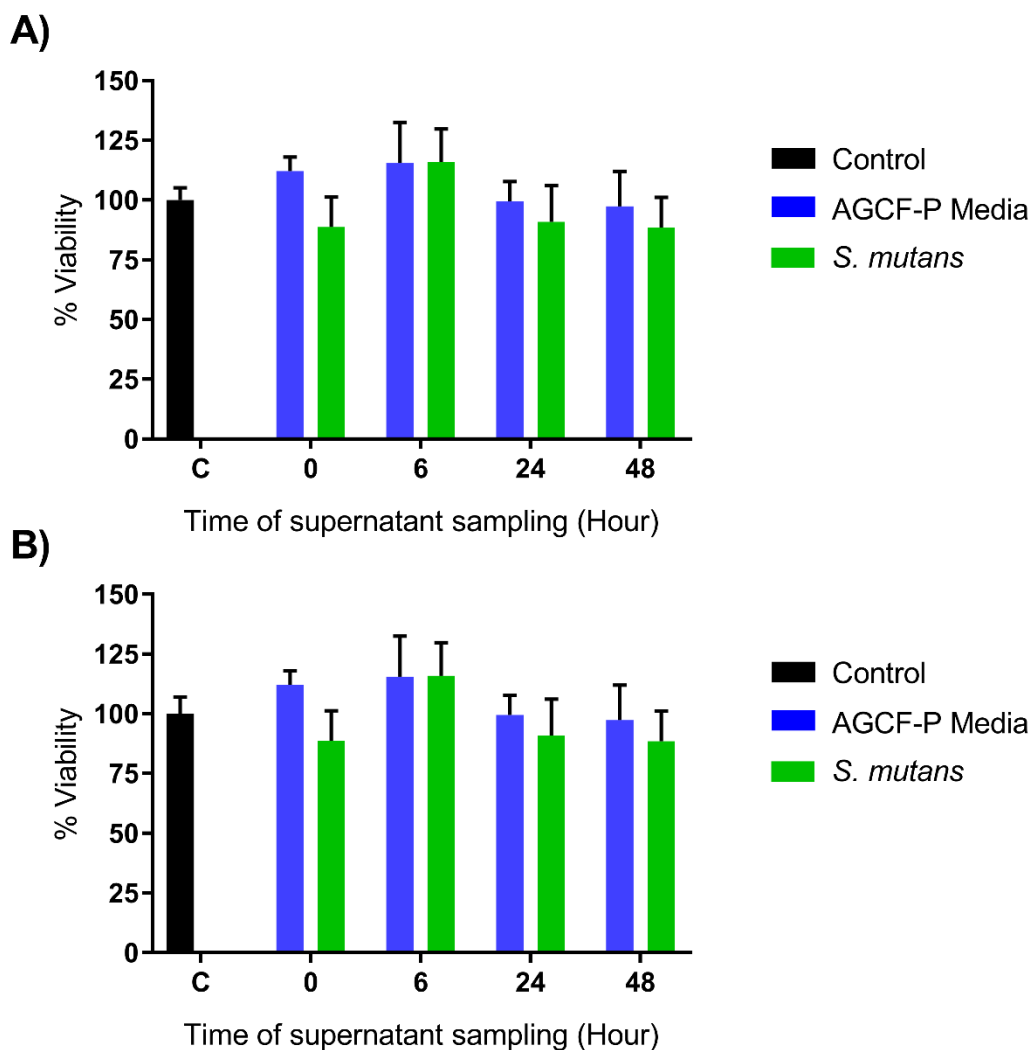 A)
150
125
100
75
50
25
0
% Viability
C 0 6 24 48
Time of supernatant sampling (Hour)
Control
AGCF-P Media
S. mutans
B)
150
125
100
75
50
25
0
% Viability
C 0 6 24 48
Time of supernatant sampling (Hour)
Control
AGCF-P Media
S. mutans